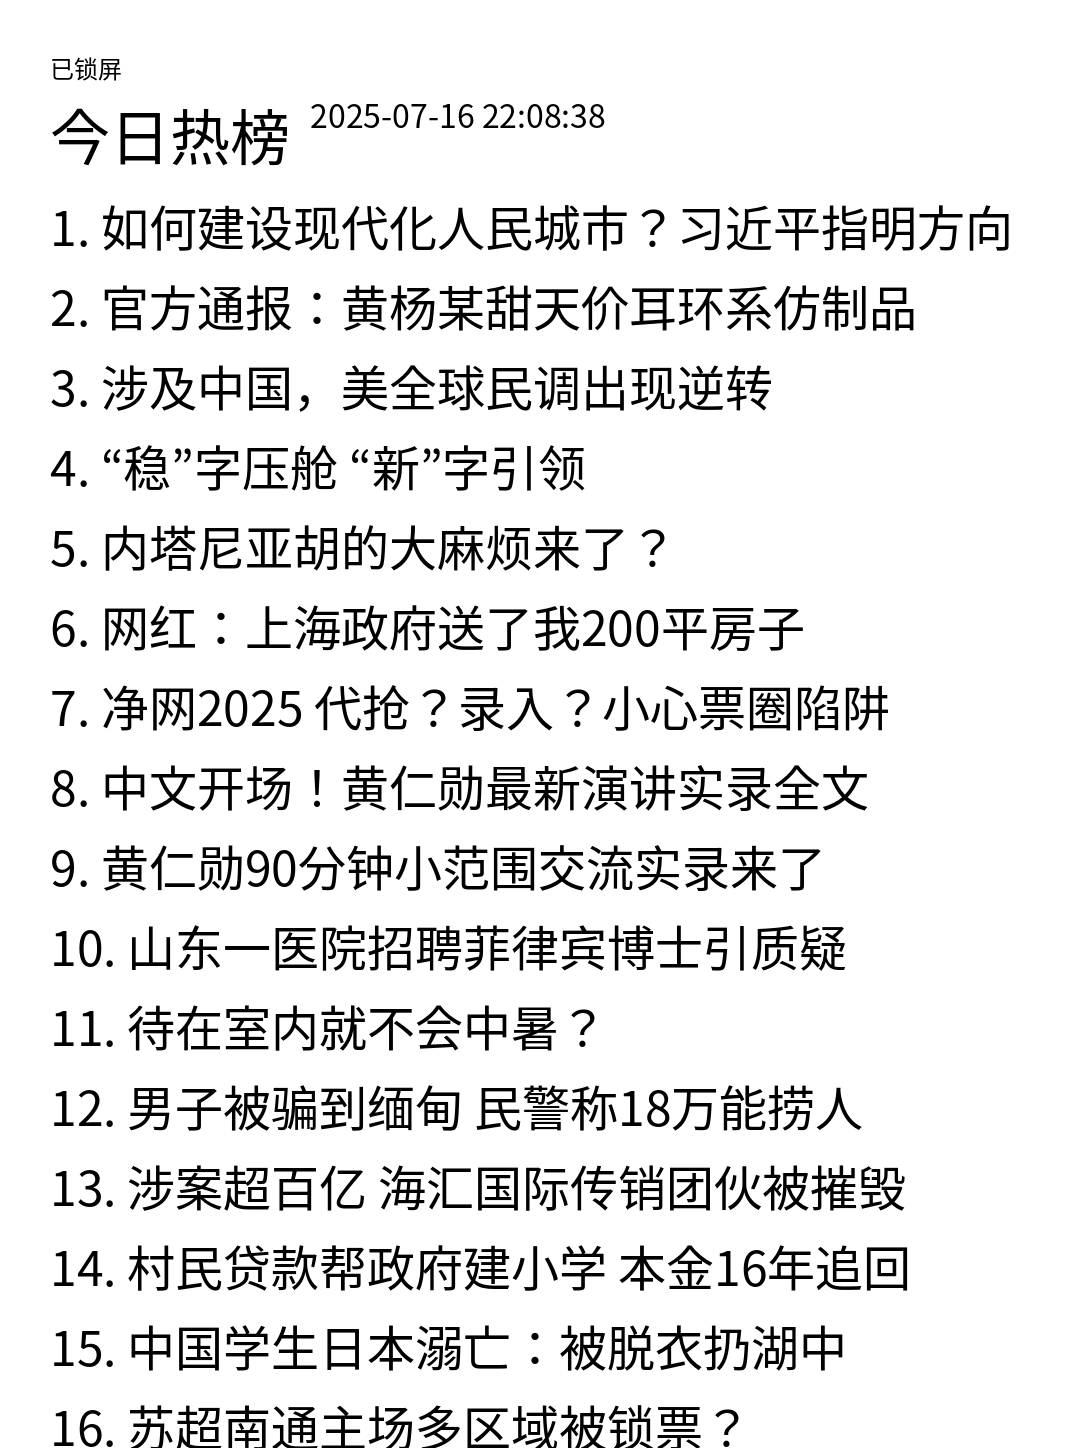 已锁屏
今日热榜 2025-07-16 22:08:38
1. 如何建设现代化人民城市？习近平指明方向
2. 官方通报：黄杨某甜天价耳环系仿制品
3. 涉及中国，美全球民调出现逆转
4. “稳”字压舱 “新”字引领
5. 内塔尼亚胡的大麻烦来了？
6. 网红：上海政府送了我200平房子
7. 净网2025 代抢？录入？小心票圈陷阱
8. 中文开场！黄仁勋最新演讲实录全文
9. 黄仁勋90分钟小范围交流实录来了
10. 山东一医院招聘菲律宾博士引质疑
11. 待在室内就不会中暑？
12. 男子被骗到缅甸 民警称18万能捞人
13. 涉案超百亿 海汇国际传销团伙被摧毁
14. 村民贷款帮政府建小学 本金16年追回
15. 中国学生日本溺亡：被脱衣扔湖中
16. 苏超南通主场多区域被锁票？